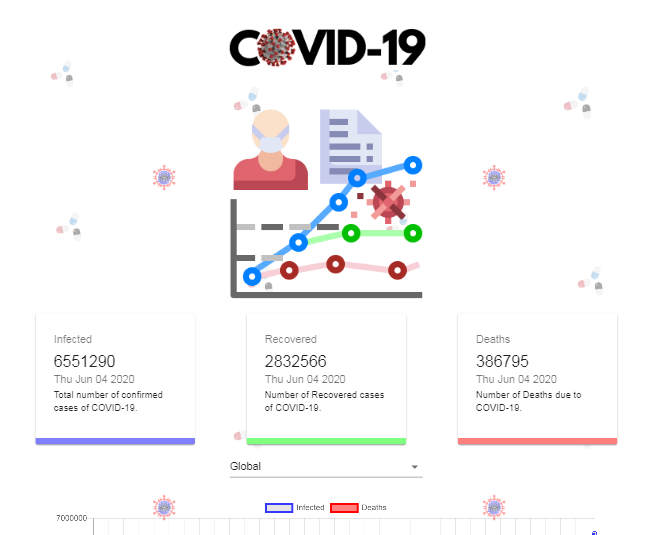 COVID-19
Infected
6551290
Thu Jun 04 2020
Total number of confirmed
cases of COVID-19.
Recovered
2832566
Thu Jun 04 2020
Number of Recovered cases
of COVID-19.
Deaths
386795
Thu Jun 04 2020
Number of Deaths due to
COVID-19.
Global
Infected Deaths
7000000